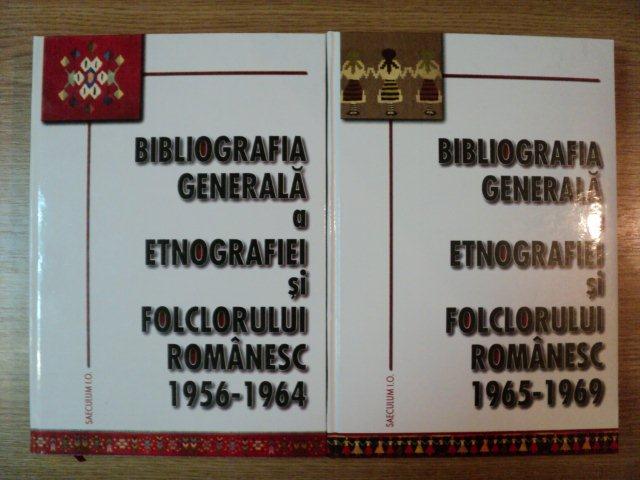 BIBLIOGRAFIA
GENERALĂ
a
ETNOGRAFIEI
și
FOLCLORULUI
ROMÂNESC
1956-1964
SAECULUM I.O.
BIBLIOGRAFIA
GENERALĂ
ETNOGRAFIEI
și
FOLCLORULUI
ROMÂNESC
1965-1969
SAECULUM I.O.